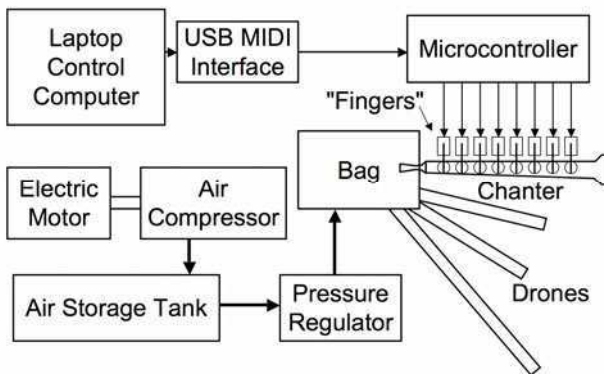 Laptop
Control
Computer
USB MIDI
Interface
Microcontroller
"Fingers"
Bag
Chanter
Electric
Motor
Air
Compressor
Drones
Air Storage Tank
Pressure
Regulator